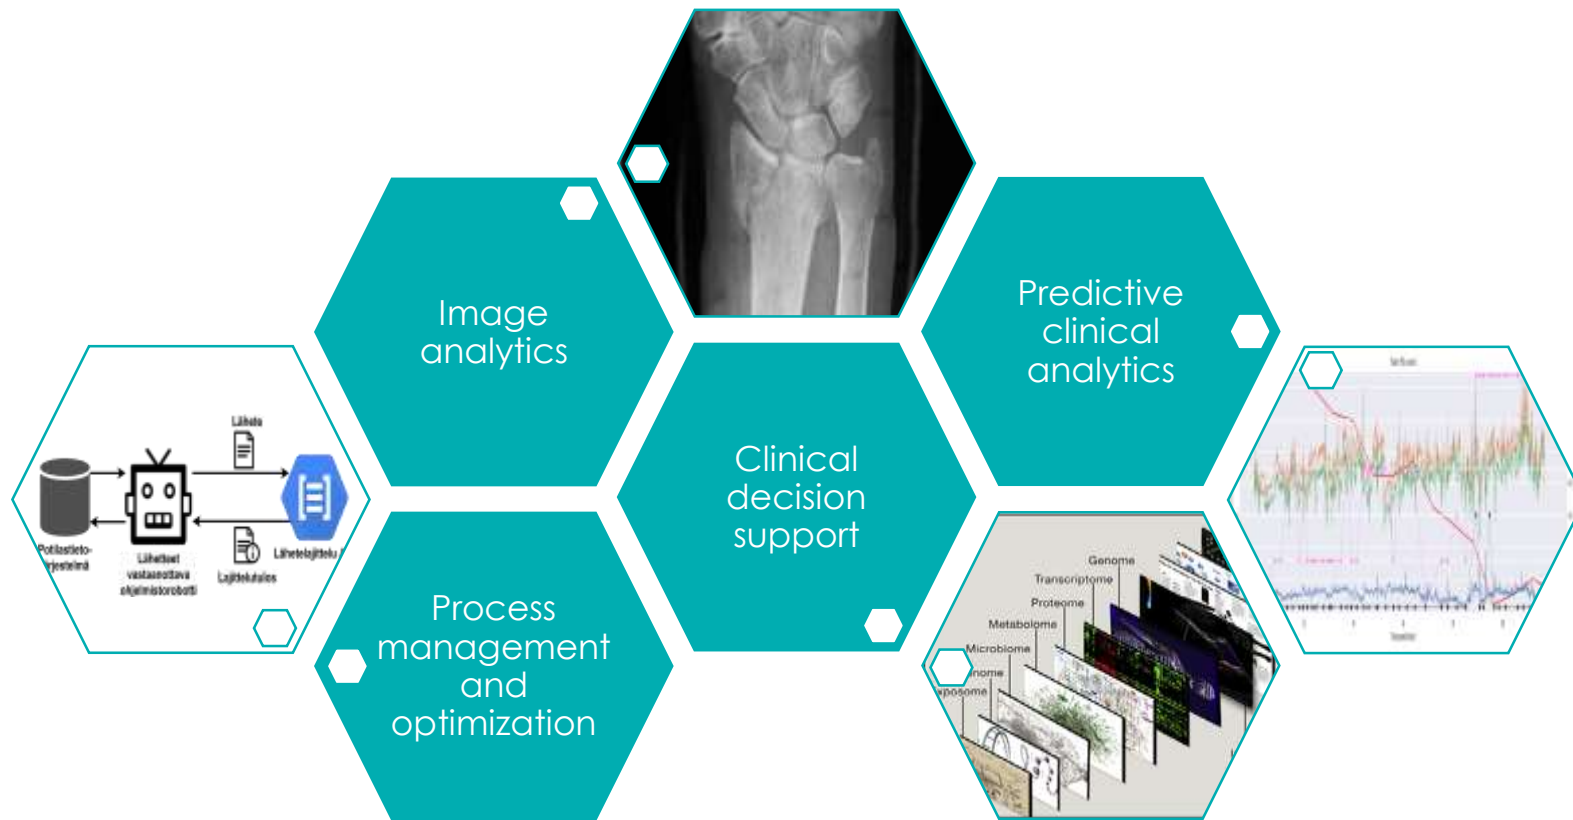 Image
analytics
Predictive
clinical
analytics
Clinical
decision
support
Process
management
and
optimization
Lähete
Potilastieto-
Lähetteet
vastaanottava
ohjelmistorobotti
Lajittelutulos
Lähetelajittelu
Genome
Transcriptome
Proteome
Metabolome
Microbiome